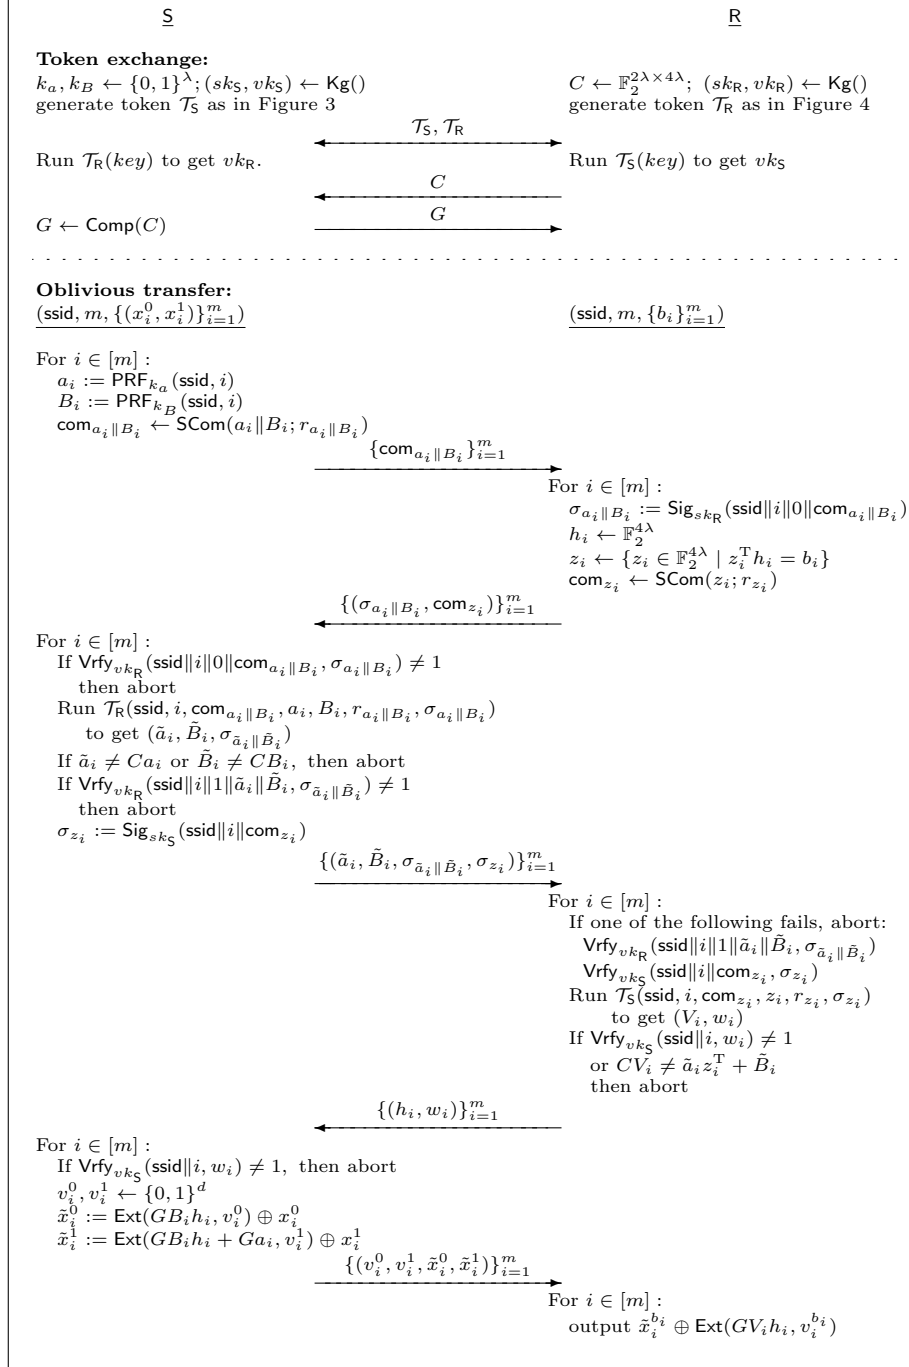 S R
Token exchange:
k_a, k_B ← {0, 1}^λ; (sk_S, vk_S) ← Kg() C ← 𝔽_2^{2λ×4λ}; (sk_R, vk_R) ← Kg()
generate token 𝒯_S as in Figure 3 generate token 𝒯_R as in Figure 4
𝒯_S, 𝒯_R
Run 𝒯_R(key) to get vk_R. Run 𝒯_S(key) to get vk_S
C
G ← Comp(C) G
Oblivious transfer:
(ssid, m, {(x_i^0, x_i^1)}_{i=1}^m) (ssid, m, {b_i}_{i=1}^m)
For i ∈ [m] :
a_i := PRF_{k_a}(ssid, i)
B_i := PRF_{k_B}(ssid, i)
com_{a_i∥B_i} ← SCom(a_i∥B_i; r_{a_i∥B_i})
{com_{a_i∥B_i}}_{i=1}^m
For i ∈ [m] :
σ_{a_i∥B_i} := Sig_{sk_R}(ssid∥i∥0∥com_{a_i∥B_i})
h_i ← 𝔽_2^{4λ}
z_i ← {z_i ∈ 𝔽_2^{4λ} | z_i^T h_i = b_i}
com_{z_i} ← SCom(z_i; r_{z_i})
{(σ_{a_i∥B_i}, com_{z_i})}_{i=1}^m
For i ∈ [m] :
If Vrfy_{vk_R}(ssid∥i∥0∥com_{a_i∥B_i}, σ_{a_i∥B_i}) ≠ 1
then abort
Run 𝒯_R(ssid, i, com_{a_i∥B_i}, a_i, B_i, r_{a_i∥B_i}, σ_{a_i∥B_i})
to get (ã_i, B̃_i, σ_{ã_i∥B̃_i})
If ã_i ≠ Ca_i or B̃_i ≠ CB_i, then abort
If Vrfy_{vk_R}(ssid∥i∥1∥ã_i∥B̃_i, σ_{ã_i∥B̃_i}) ≠ 1
then abort
σ_{z_i} := Sig_{sk_S}(ssid∥i∥com_{z_i})
{(ã_i, B̃_i, σ_{ã_i∥B̃_i}, σ_{z_i})}_{i=1}^m
For i ∈ [m] :
If one of the following fails, abort:
Vrfy_{vk_R}(ssid∥i∥1∥ã_i∥B̃_i, σ_{ã_i∥B̃_i})
Vrfy_{vk_S}(ssid∥i∥com_{z_i}, σ_{z_i})
Run 𝒯_S(ssid, i, com_{z_i}, z_i, r_{z_i}, σ_{z_i})
to get (V_i, w_i)
If Vrfy_{vk_S}(ssid∥i, w_i) ≠ 1
or CV_i ≠ ã_i z_i^T + B̃_i
then abort
{(h_i, w_i)}_{i=1}^m
For i ∈ [m] :
If Vrfy_{vk_S}(ssid∥i, w_i) ≠ 1, then abort
v_i^0, v_i^1 ← {0, 1}^d
x̃_i^0 := Ext(GB_i h_i, v_i^0) ⊕ x_i^0
x̃_i^1 := Ext(GB_i h_i + Ga_i, v_i^1) ⊕ x_i^1
{(v_i^0, v_i^1, x̃_i^0, x̃_i^1)}_{i=1}^m
For i ∈ [m] :
output x̃_i^{b_i} ⊕ Ext(GV_i h_i, v_i^{b_i})